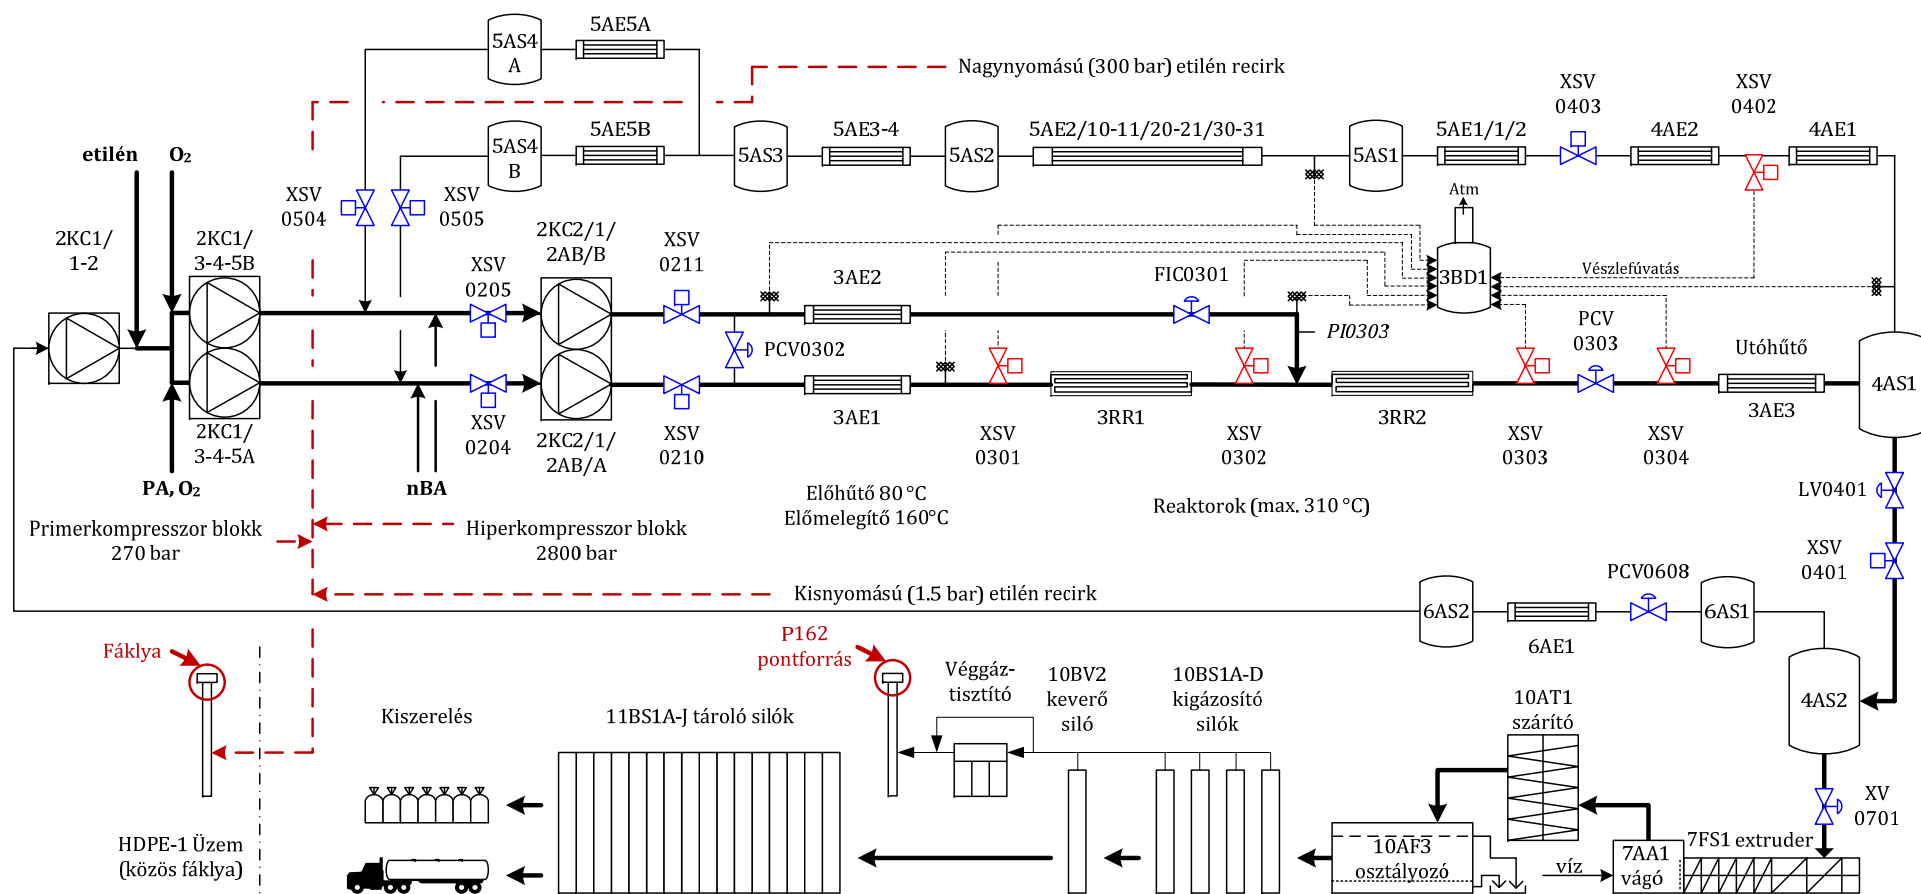 5AE5A
5AS4
A
Nagynyomású (300 bar) etilén recirk
XSV
0403
XSV
0402
5AE5B
5AS4
B
5AS3
5AE3-4
5AS2
5AE2/10-11/20-21/30-31
5AS1
5AE1/1/2
4AE2
4AE1
etilén
O₂
XSV
0504
XSV
0505
Atm
2KC1/
1-2
2KC1/
3-4-5B
XSV
0205
2KC2/1/
2AB/B
XSV
0211
3AE2
FIC0301
3BD1
Vészlefúvatás
PCV0302
PI0303
PCV
0303
Utóhűtő
4AS1
2KC1/
3-4-5A
XSV
0204
2KC2/1/
2AB/A
XSV
0210
3AE1
XSV
0301
3RR1
XSV
0302
3RR2
XSV
0303
XSV
0304
3AE3
PA, O₂
nBA
Előhűtő 80 °C
Előmelegítő 160°C
Reaktorok (max. 310 °C)
LV0401
Primerkompresszor blokk
270 bar
Hiperkompresszor blokk
2800 bar
XSV
0401
Kisnyomású (1.5 bar) etilén recirk
6AS2
6AE1
PCV0608
6AS1
Fáklya
P162
pontforrás
Véggáz-
tisztító
10BV2
keverő
siló
10BS1A-D
kigázosító
silók
10AT1
szárító
4AS2
Kiszerelés
11BS1A-J tároló silók
XV
0701
HDPE-1 Üzem
(közös fáklya)
10AF3
osztályozó
víz
7AA1
vágó
7FS1 extruder